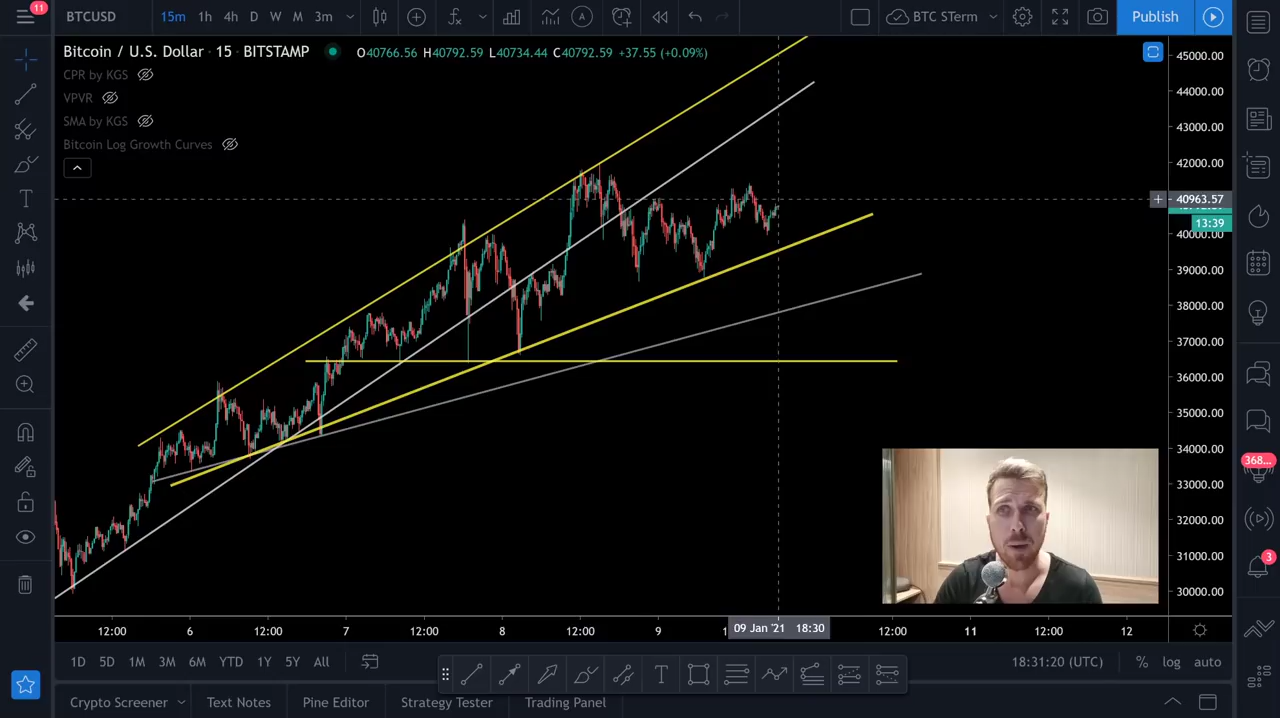 11
BTCUSD 15m 1h 4h D W M 3m BTC STerm Publish
Bitcoin / U.S. Dollar · 15 · BITSTAMP O40766.56 H40792.59 L40734.44 C40792.59 +37.55 (+0.09%)
CPR by KGS
VPVR
SMA by KGS
Bitcoin Log Growth Curves
45000.00
44000.00
43000.00
42000.00
40963.57
13:39
40000.00
39000.00
38000.00
37000.00
36000.00
35000.00
34000.00
33000.00
32000.00
31000.00
30000.00
368...
3
12:00 6 12:00 7 12:00 8 12:00 9 09 Jan '21 18:30 12:00 11 12:00 12
1D 5D 1M 3M 6M YTD 1Y 5Y All 18:31:20 (UTC) % log auto
Crypto Screener Text Notes Pine Editor Strategy Tester Trading Panel